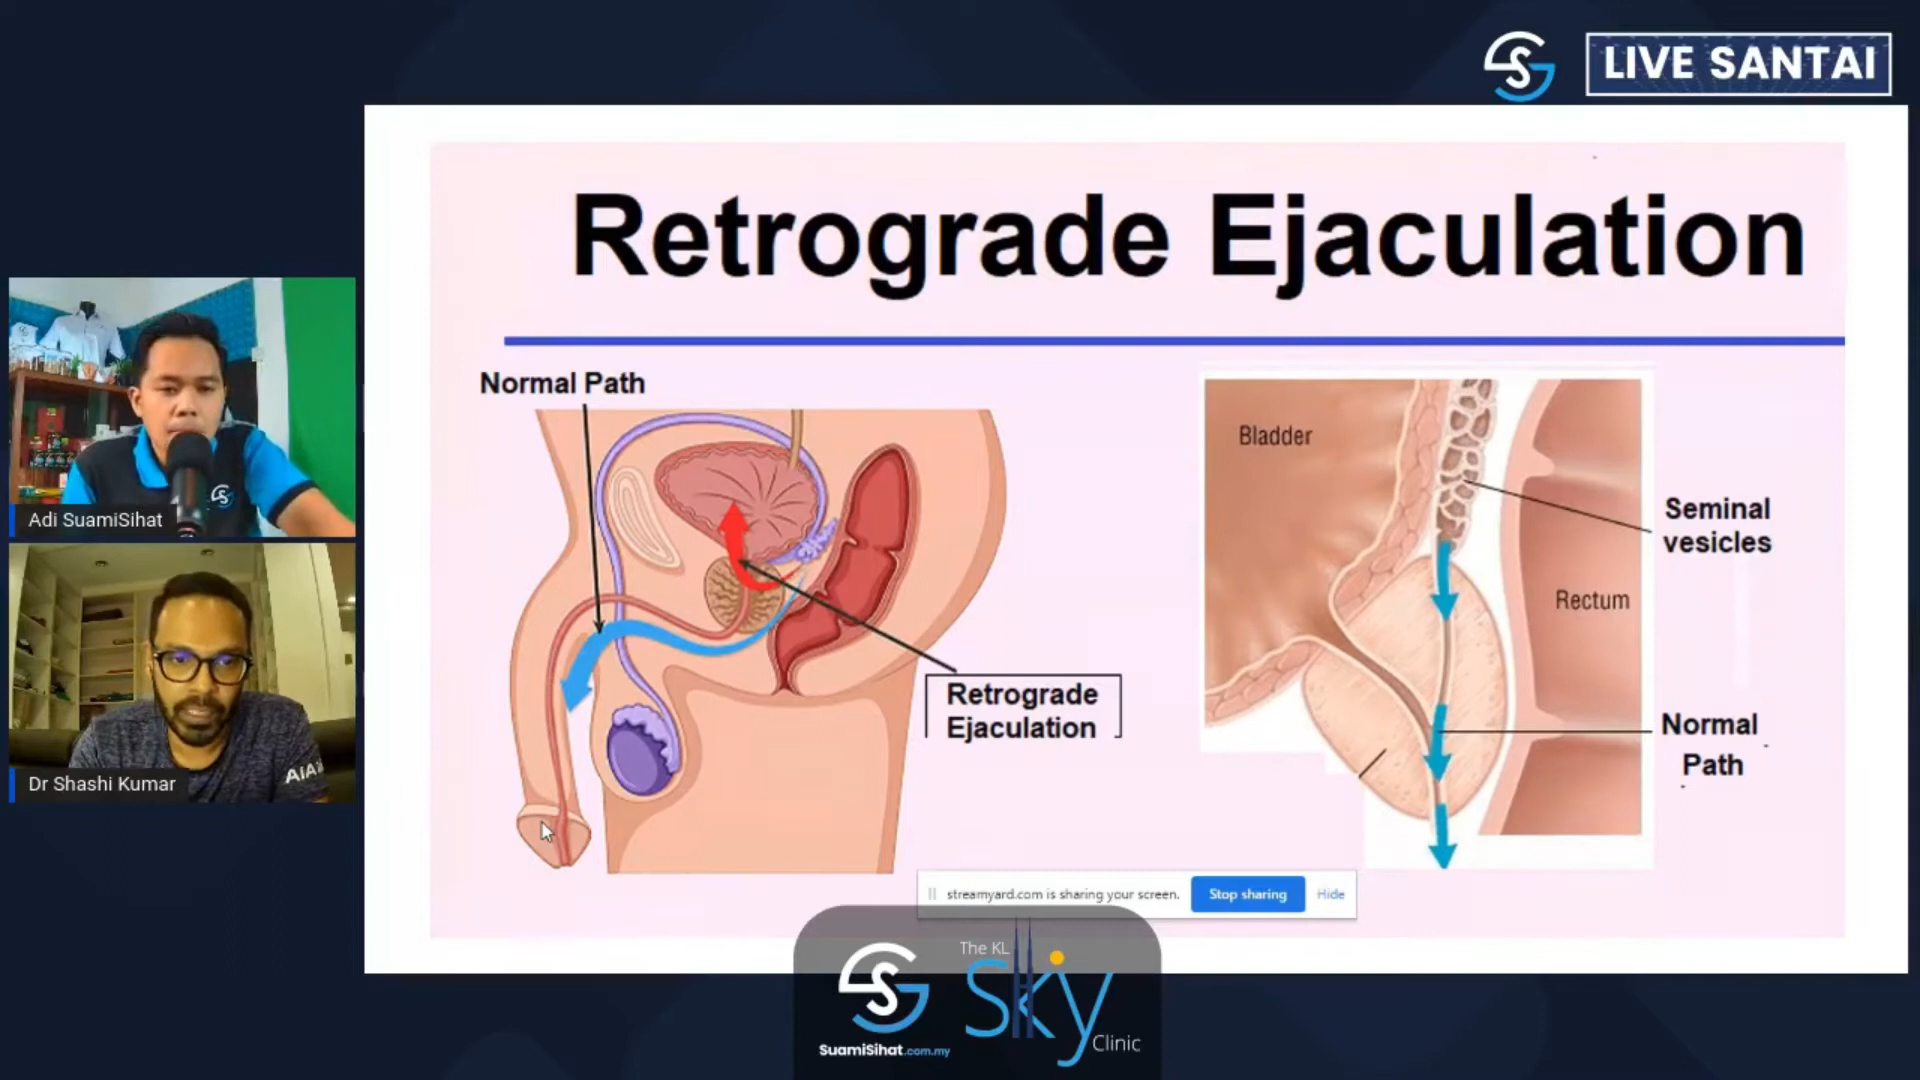 LIVE SANTAI
Retrograde Ejaculation
Normal Path
Bladder
Seminal
vesicles
Rectum
Retrograde
Ejaculation
Normal
Path
Adi SuamiSihat
Dr Shashi Kumar
AIA
streamyard.com is sharing your screen.
Stop sharing
Hide
SuamiSihat.com.my
The KL
Sky
Clinic